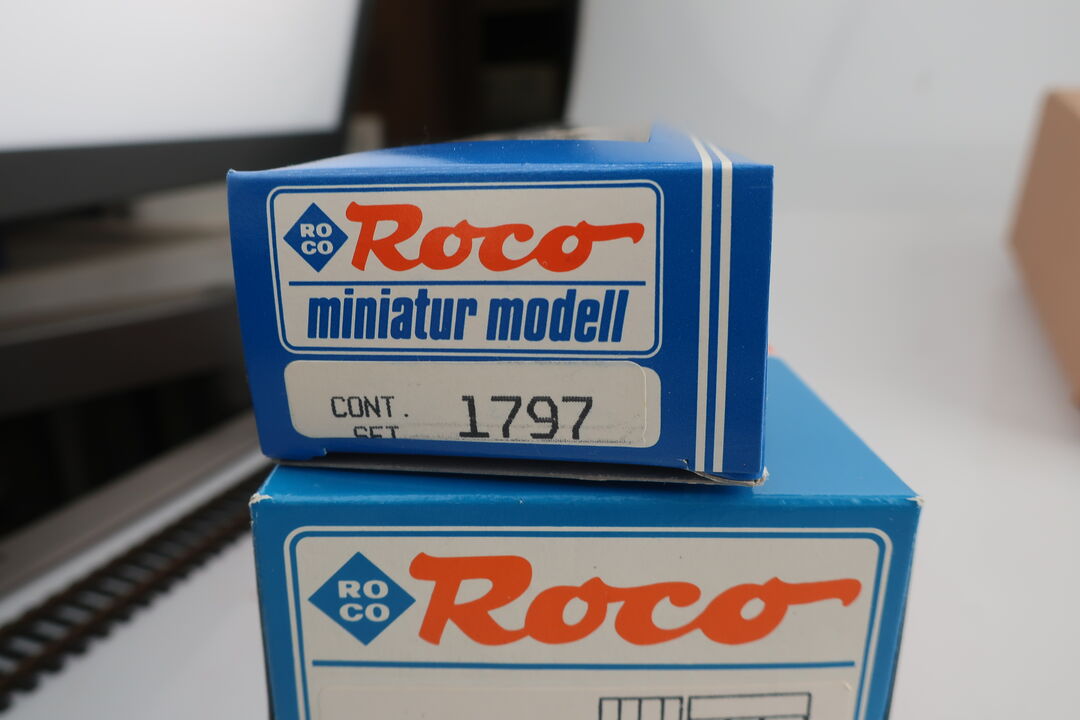 RO
CO
Roco
miniatur modell
CONT. 1797
SET
RO
CO
Roco